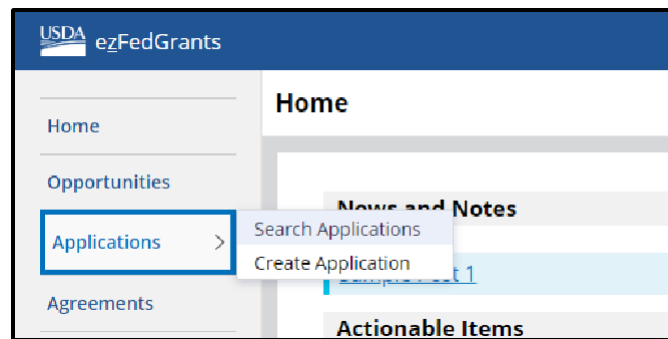 USDA ezFedGrants
Home
Home
Opportunities
News and Notes
Applications >
Search Applications
Create Application
Agreements
Actionable Items